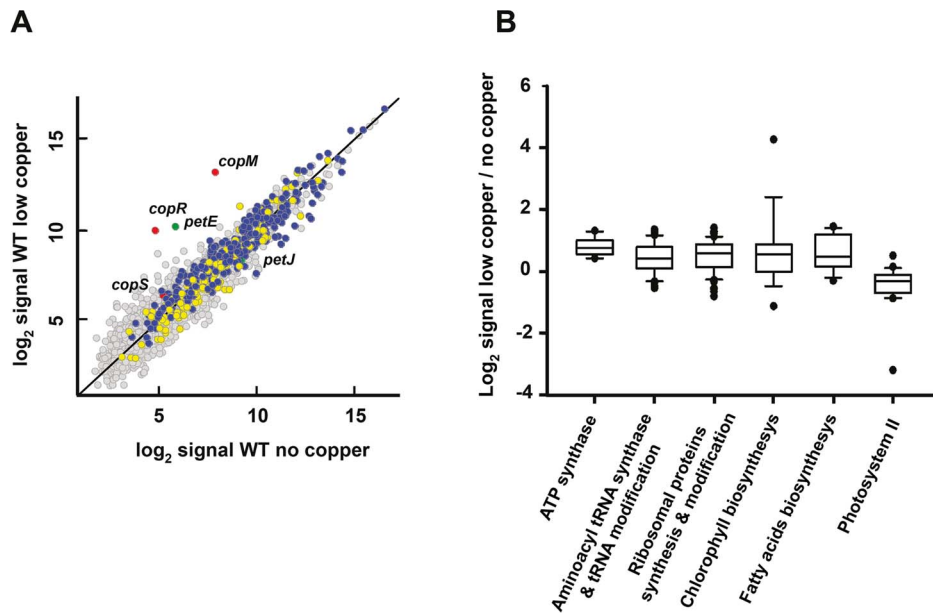 A
B
log2 signal WT low copper
15
10
5
copM
copR
petE
copS
petJ
5
10
15
log2 signal WT no copper
Log2 signal low copper / no copper
6
4
2
0
-2
-4
ATP synthase
Aminoacyl tRNA synthase
& tRNA modification
Ribosomal proteins
synthesis & modification
Chlorophyll biosynthesys
Fatty acids biosynthesys
Photosystem II